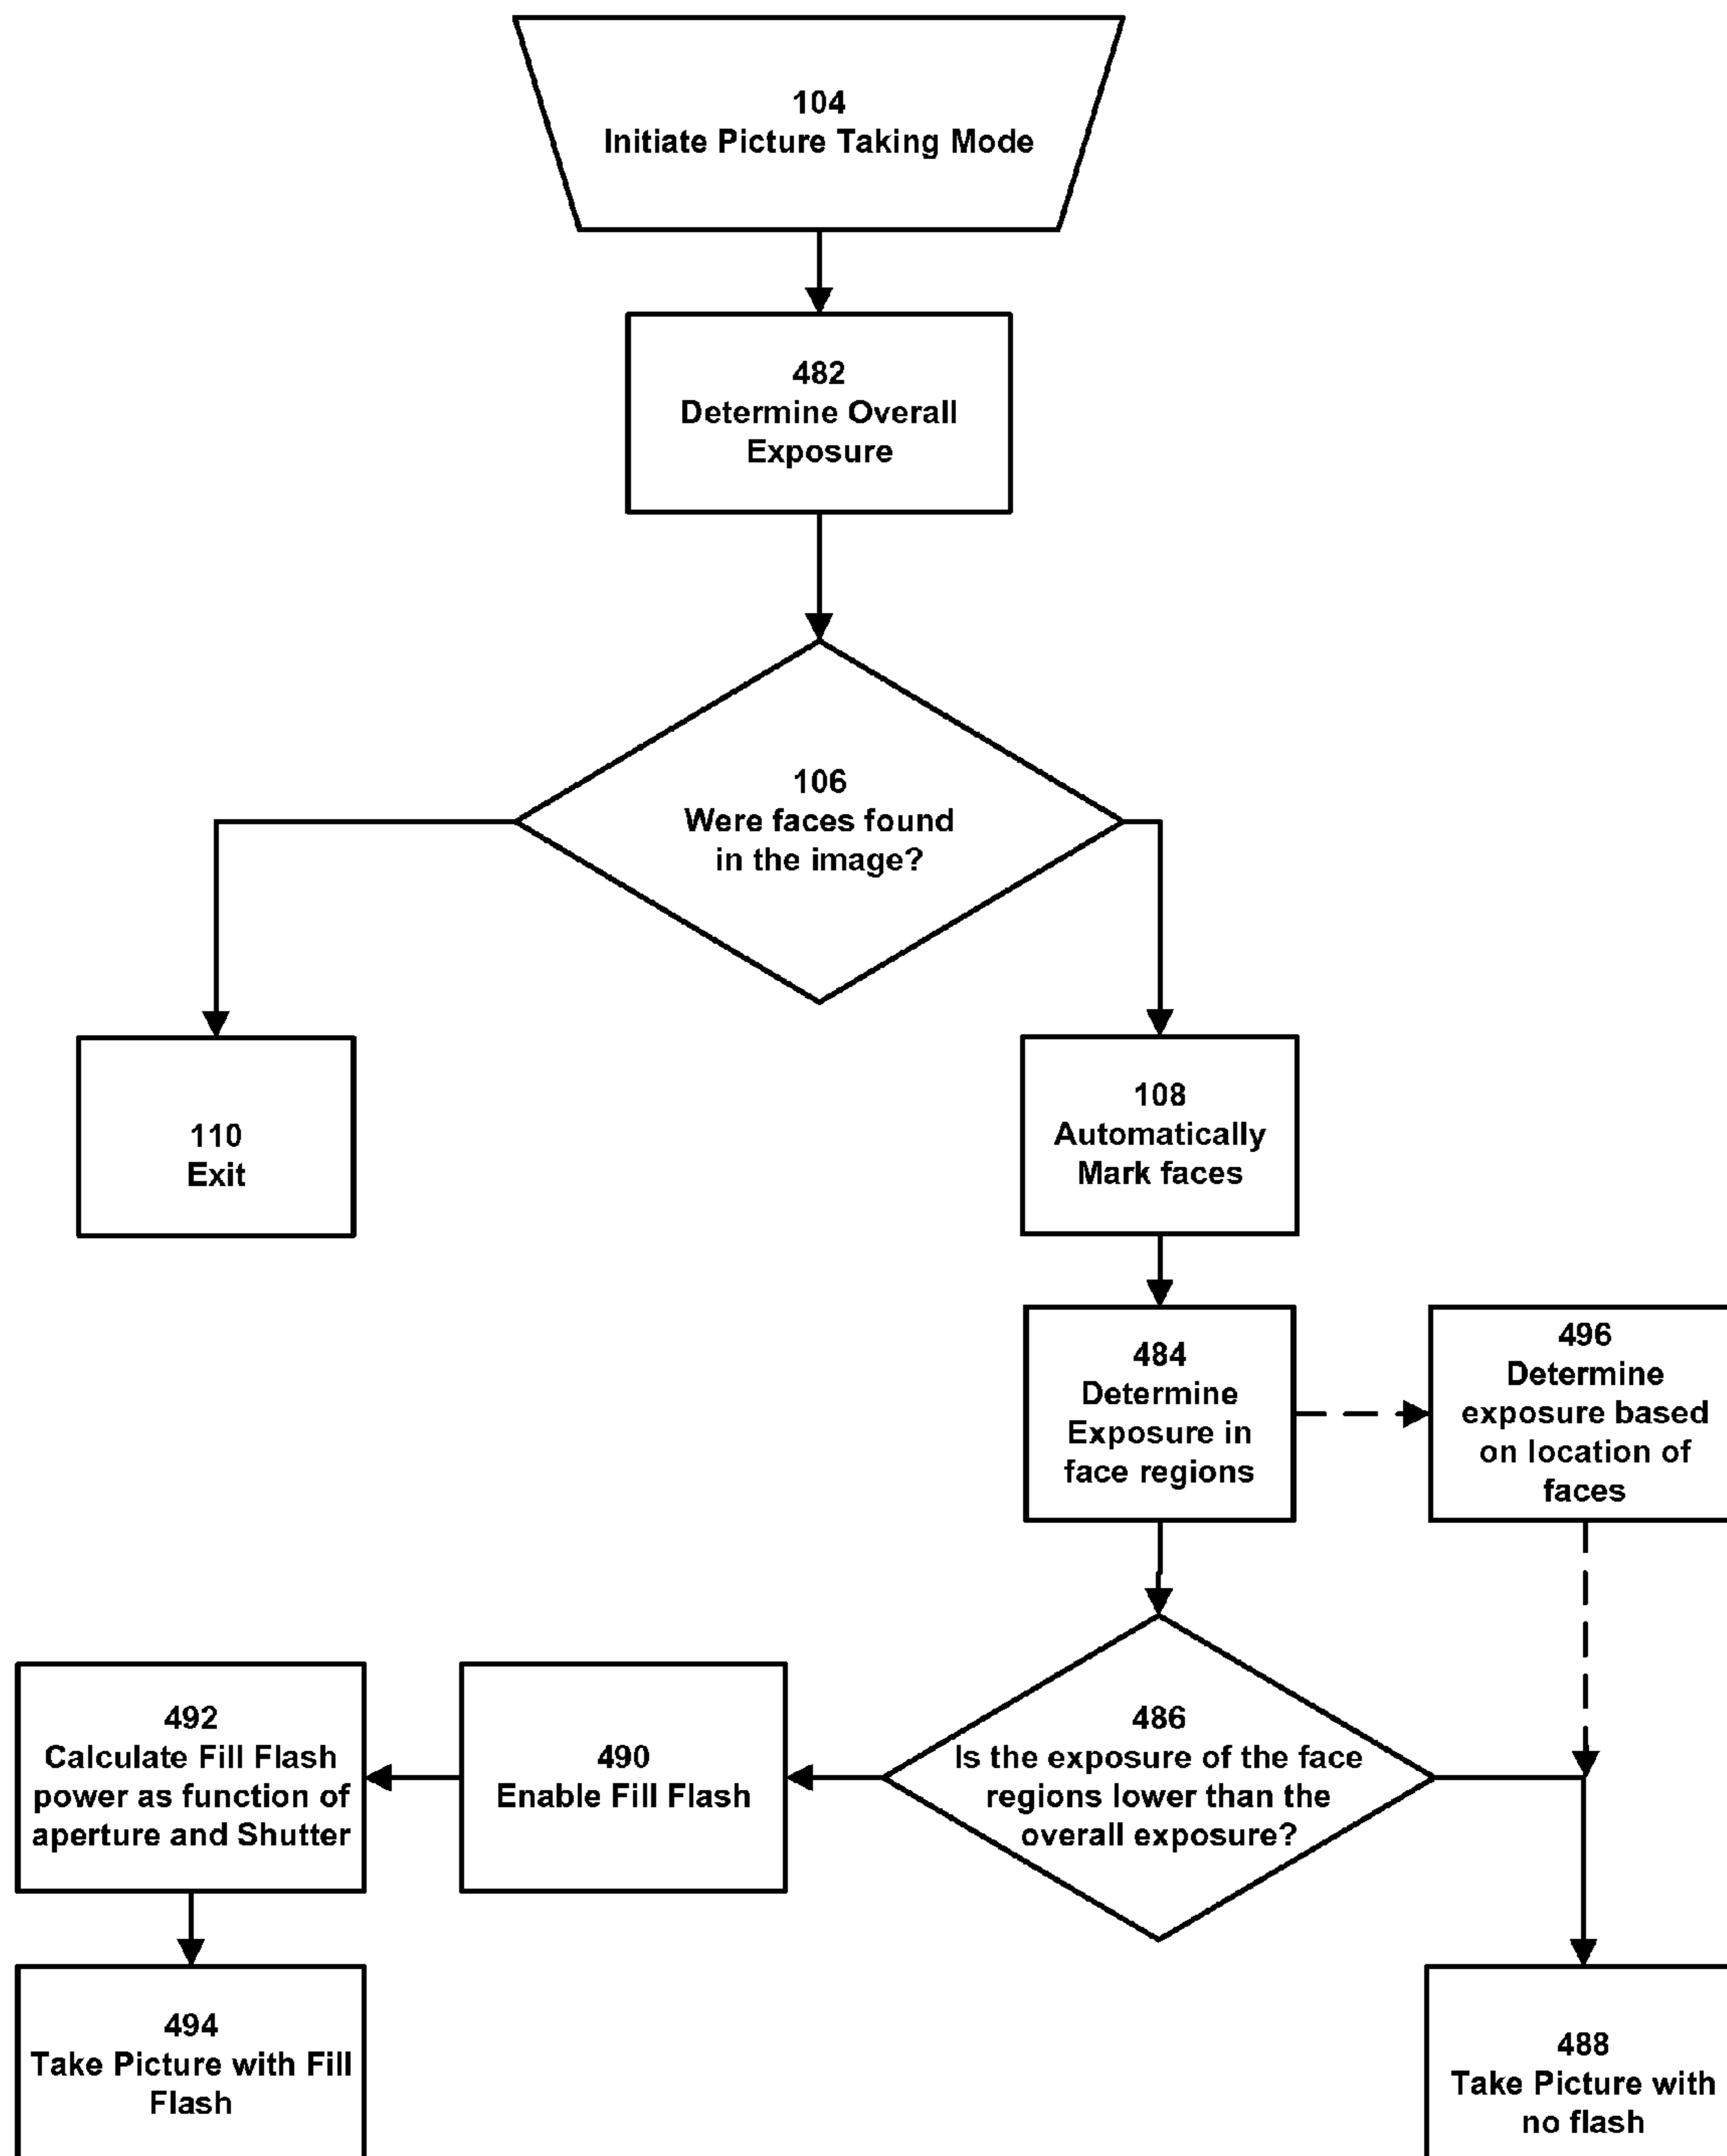 104
Initiate Picture Taking Mode
482
Determine Overall
Exposure
106
Were faces found
in the image?
110
Exit
108
Automatically
Mark faces
484
Determine
Exposure in
face regions
496
Determine
exposure based
on location of
faces
492
Calculate Fill Flash
power as function of
aperture and Shutter
490
Enable Fill Flash
486
Is the exposure of the face
regions lower than the
overall exposure?
494
Take Picture with Fill
Flash
488
Take Picture with
no flash